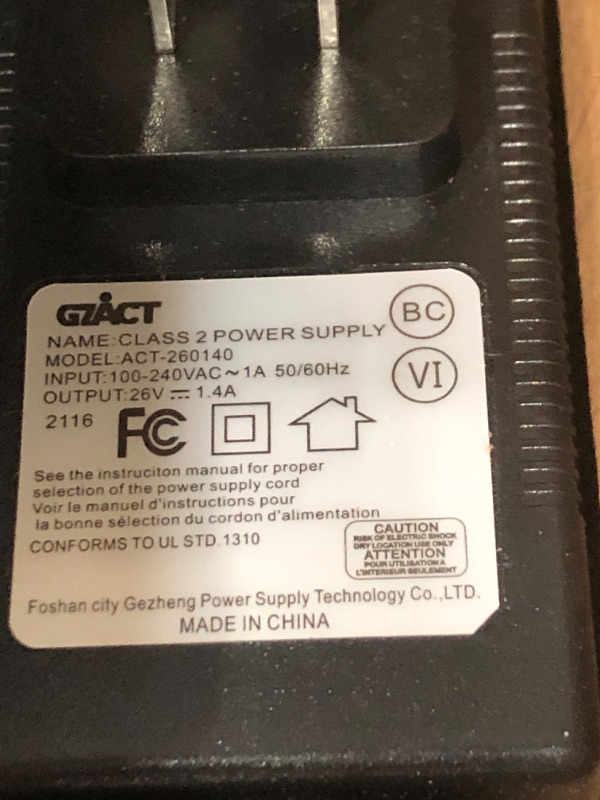 GZACT
BC
NAME:CLASS 2 POWER SUPPLY
MODEL:ACT-260140
VI
INPUT:100-240VAC~1A 50/60Hz
OUTPUT:26V⎓1.4A
2116 FC
See the instruciton manual for proper
selection of the power supply cord
Voir le manuel d'instructions pour
la bonne sélection du cordon d'alimentation
CONFORMS TO UL STD.1310
CAUTION
RISK OF ELECTRIC SHOCK
DRY LOCATION USE ONLY
ATTENTION
POUR UTILISATION A
L'INTERIEUR SEULEMENT
Foshan city Gezheng Power Supply Technology Co.,LTD.
MADE IN CHINA